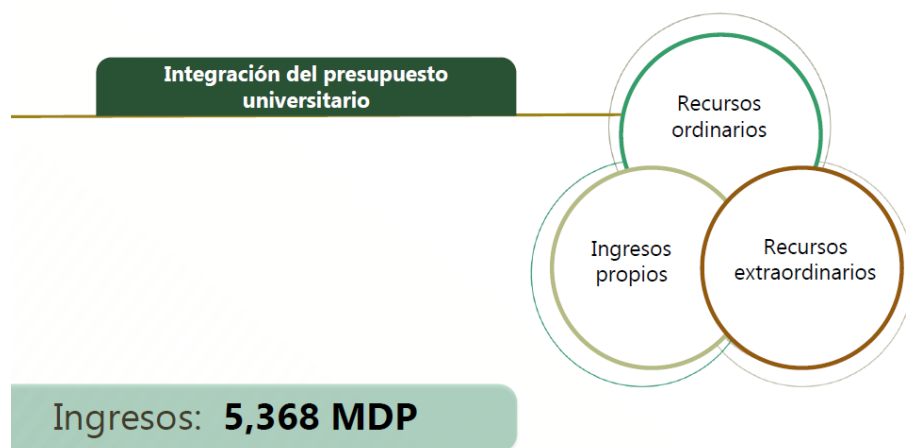 Integración del presupuesto
universitario
Recursos
ordinarios
Ingresos
propios
Recursos
extraordinarios
Ingresos: 5,368 MDP